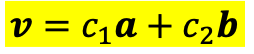 v = c₁a + c₂b